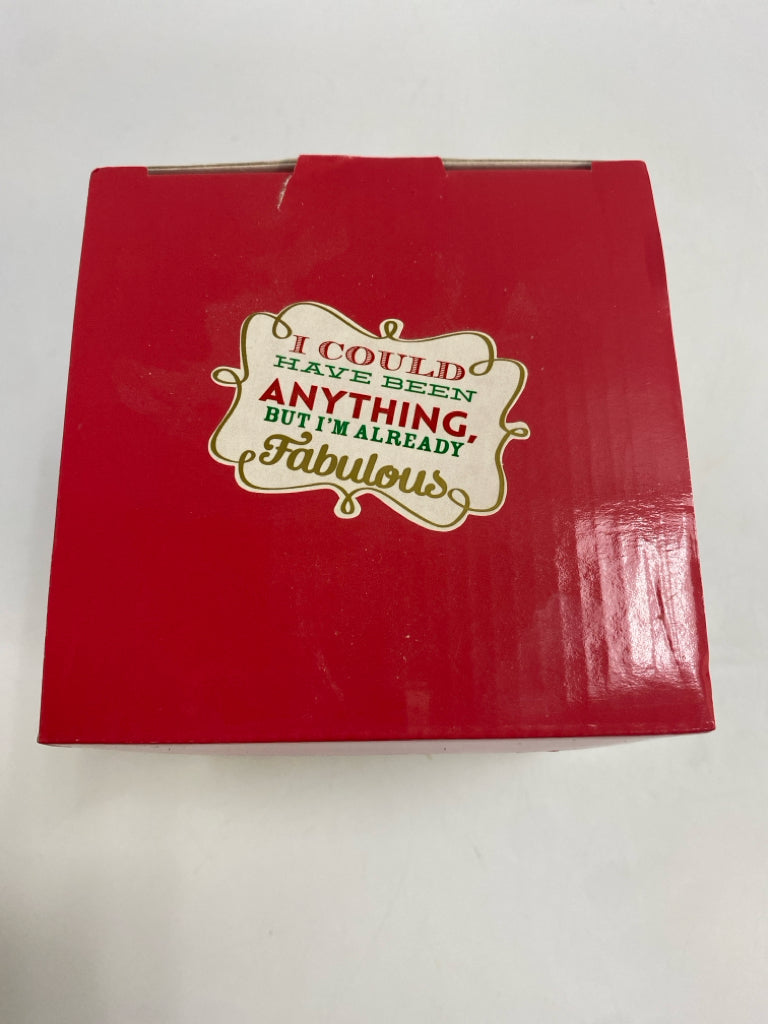 I COULD
HAVE BEEN
ANYTHING,
BUT I'M ALREADY
Fabulous